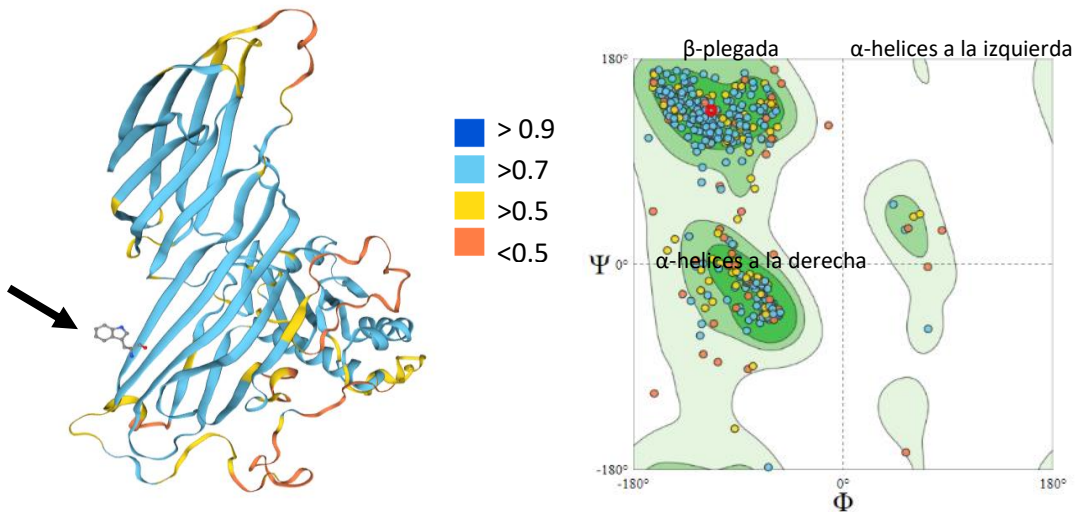 > 0.9
>0.7
>0.5
<0.5
β-plegada
α-helices a la izquierda
180°
Ψ
0°
α-helices a la derecha
-180°
-180°
0°
180°
Φ